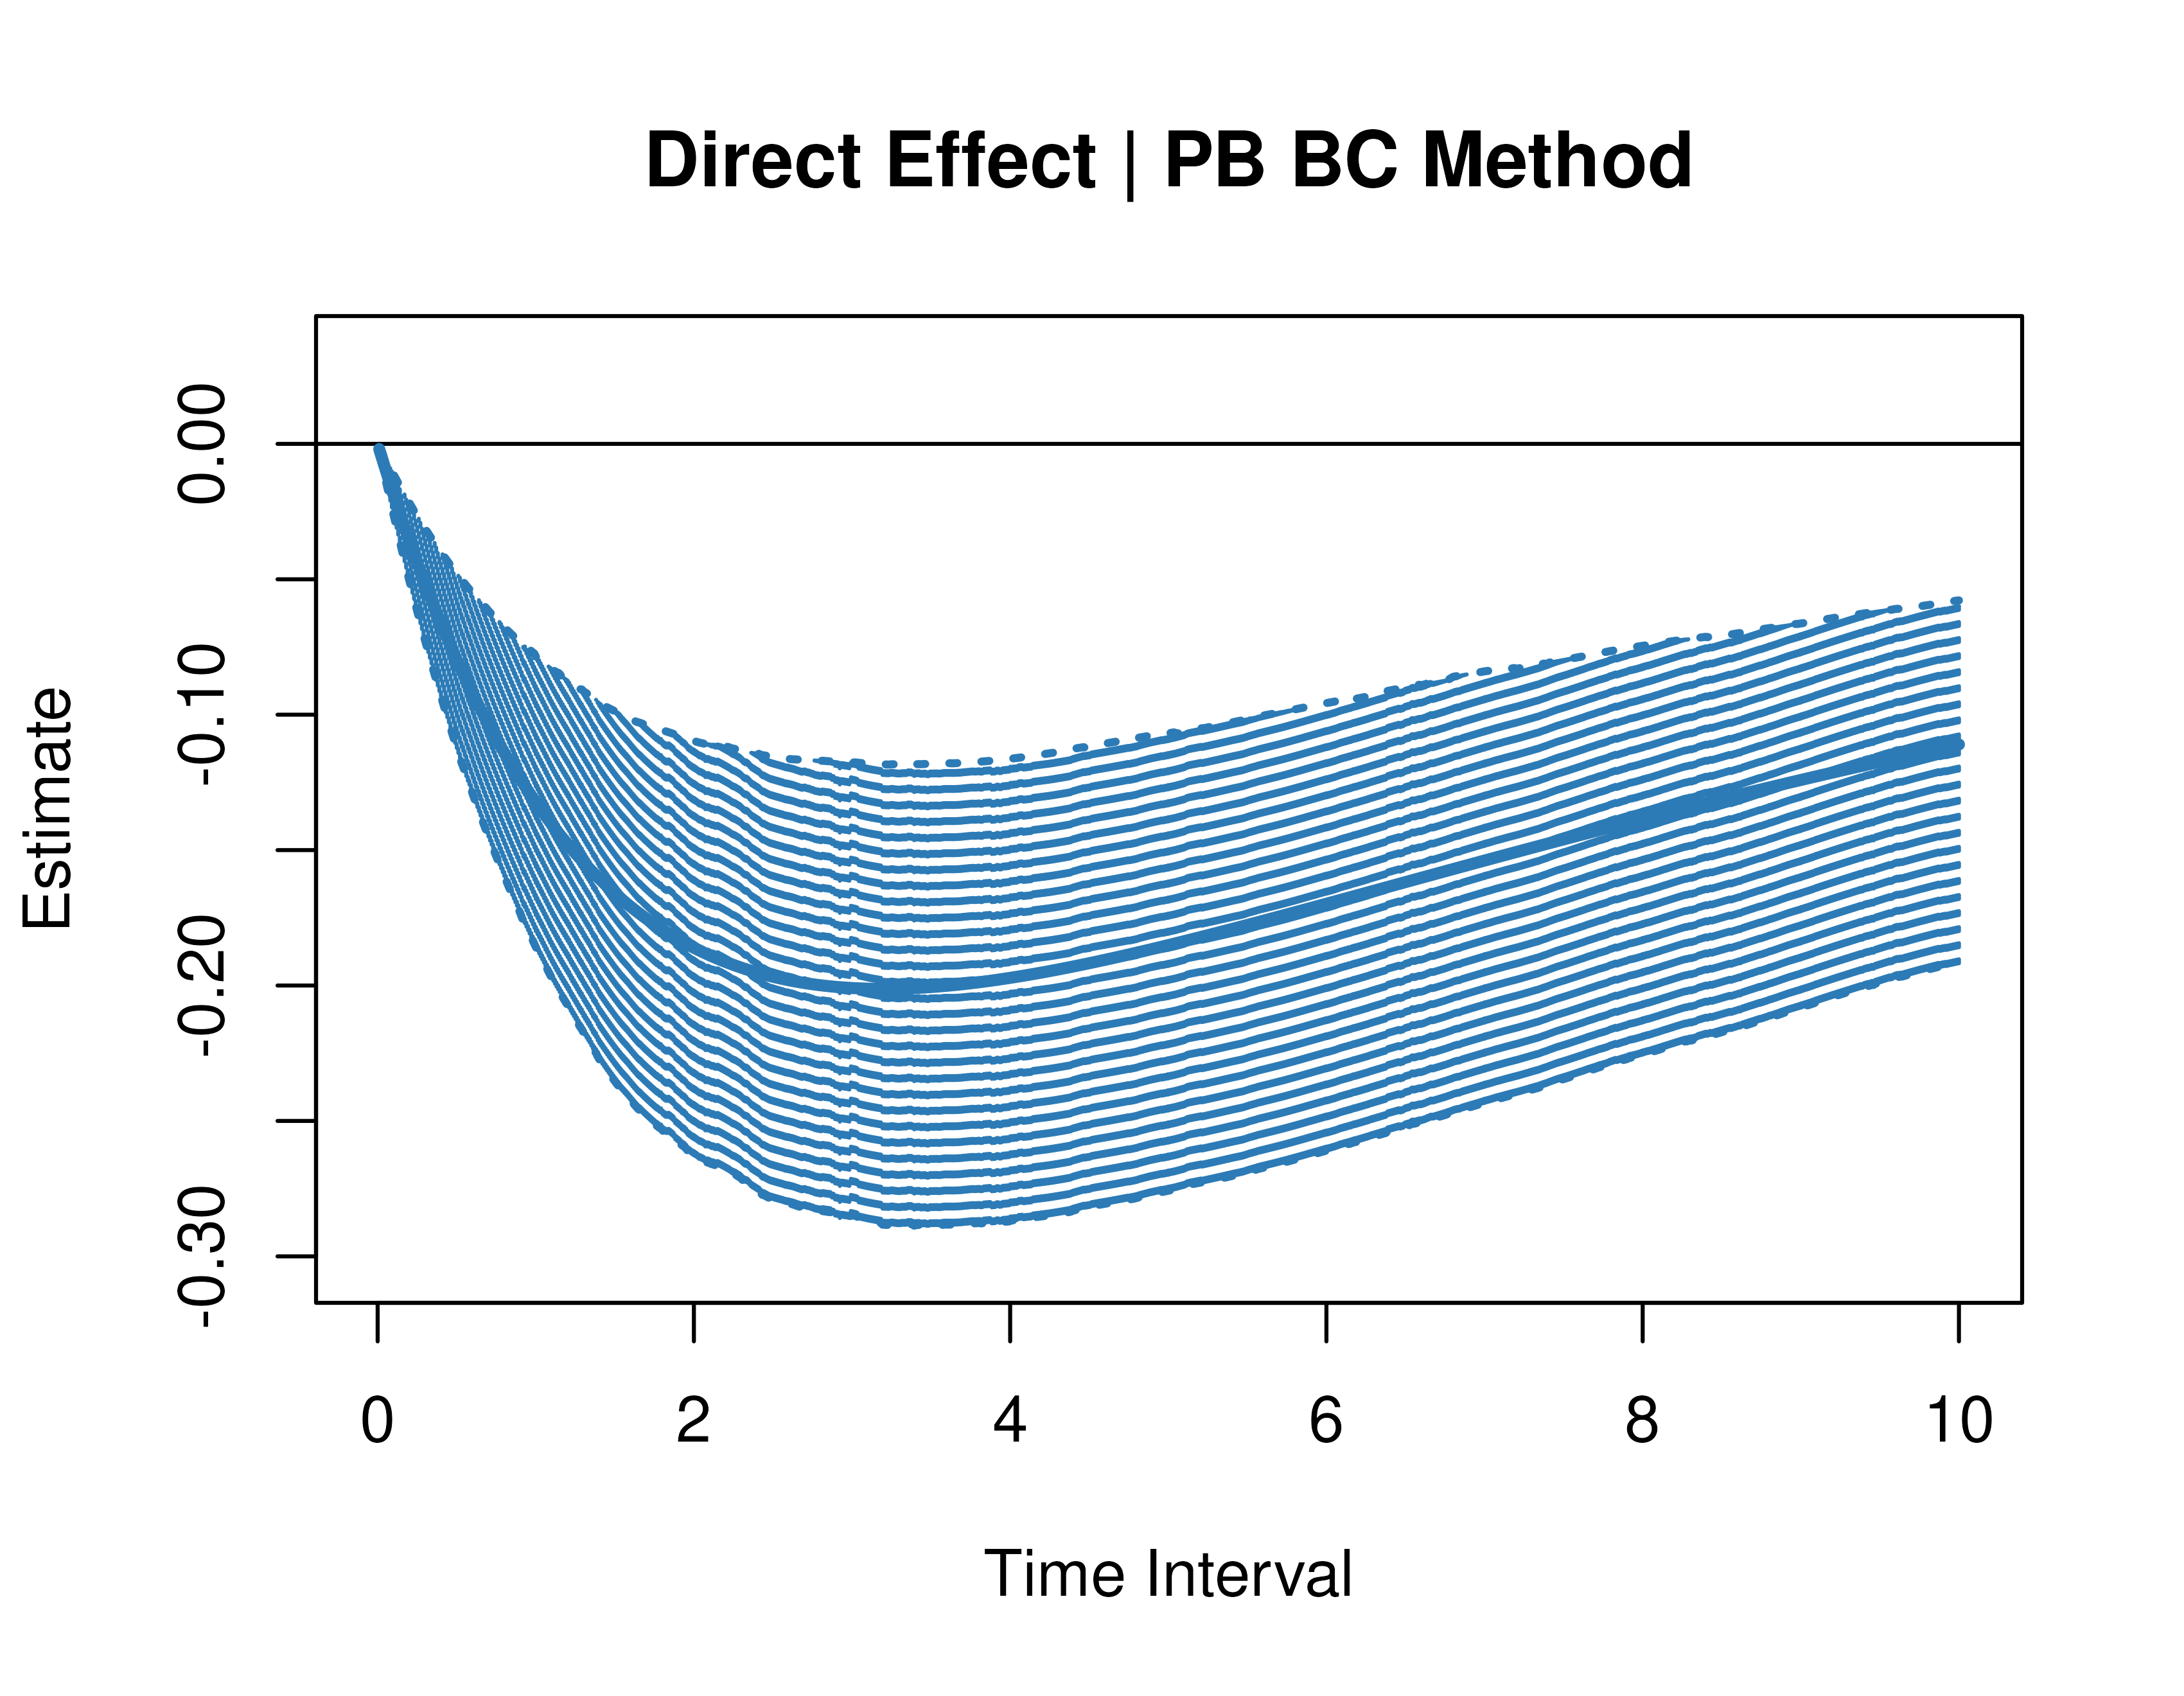 Direct Effect | PB BC Method
Estimate
0.00
-0.10
-0.20
-0.30
0 2 4 6 8 10
Time Interval